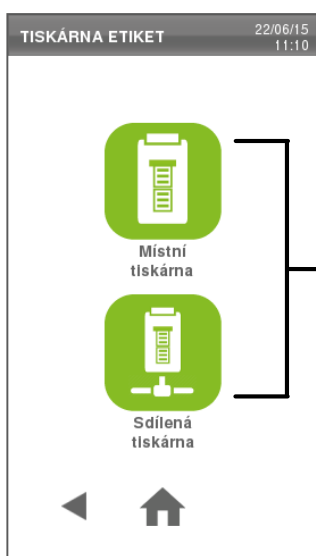 TISKÁRNA ETIKET
22/06/15
11:10
Místní
tiskárna
Sdílená
tiskárna